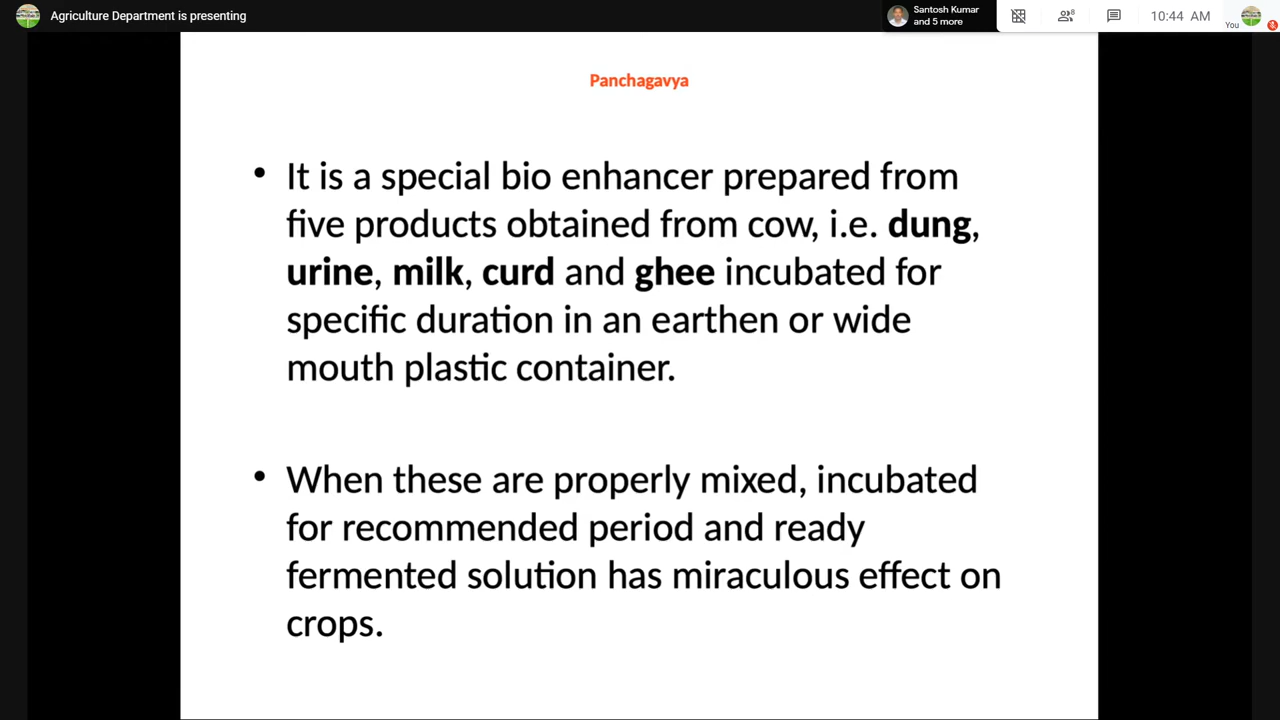 Agriculture Department is presenting
Santosh Kumar
and 5 more
8
10:44 AM
You
Panchagavya
• It is a special bio enhancer prepared from
five products obtained from cow, i.e. dung,
urine, milk, curd and ghee incubated for
specific duration in an earthen or wide
mouth plastic container.
• When these are properly mixed, incubated
for recommended period and ready
fermented solution has miraculous effect on
crops.